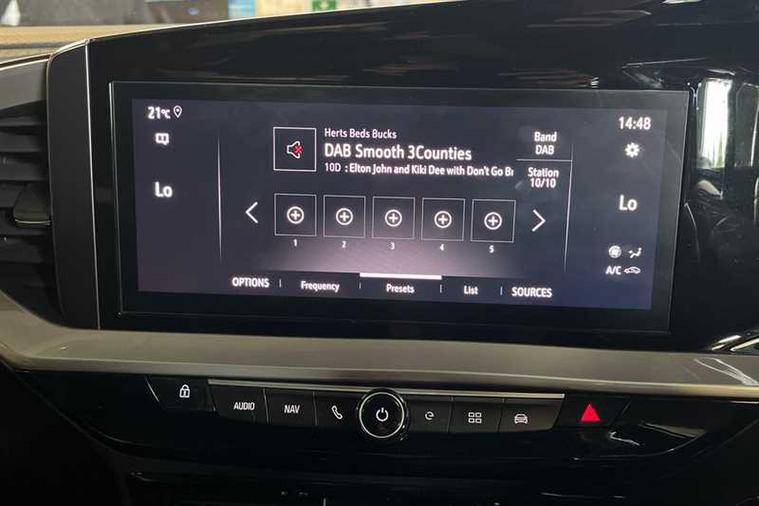 21°C
14:48
Herts Beds Bucks
DAB Smooth 3Counties
10D : Elton John and Kiki Dee with Don't Go Br
Band
DAB
Station
10/10
Lo
Lo
1 2 3 4 5
A/C
OPTIONS Frequency Presets List SOURCES
AUDIO NAV